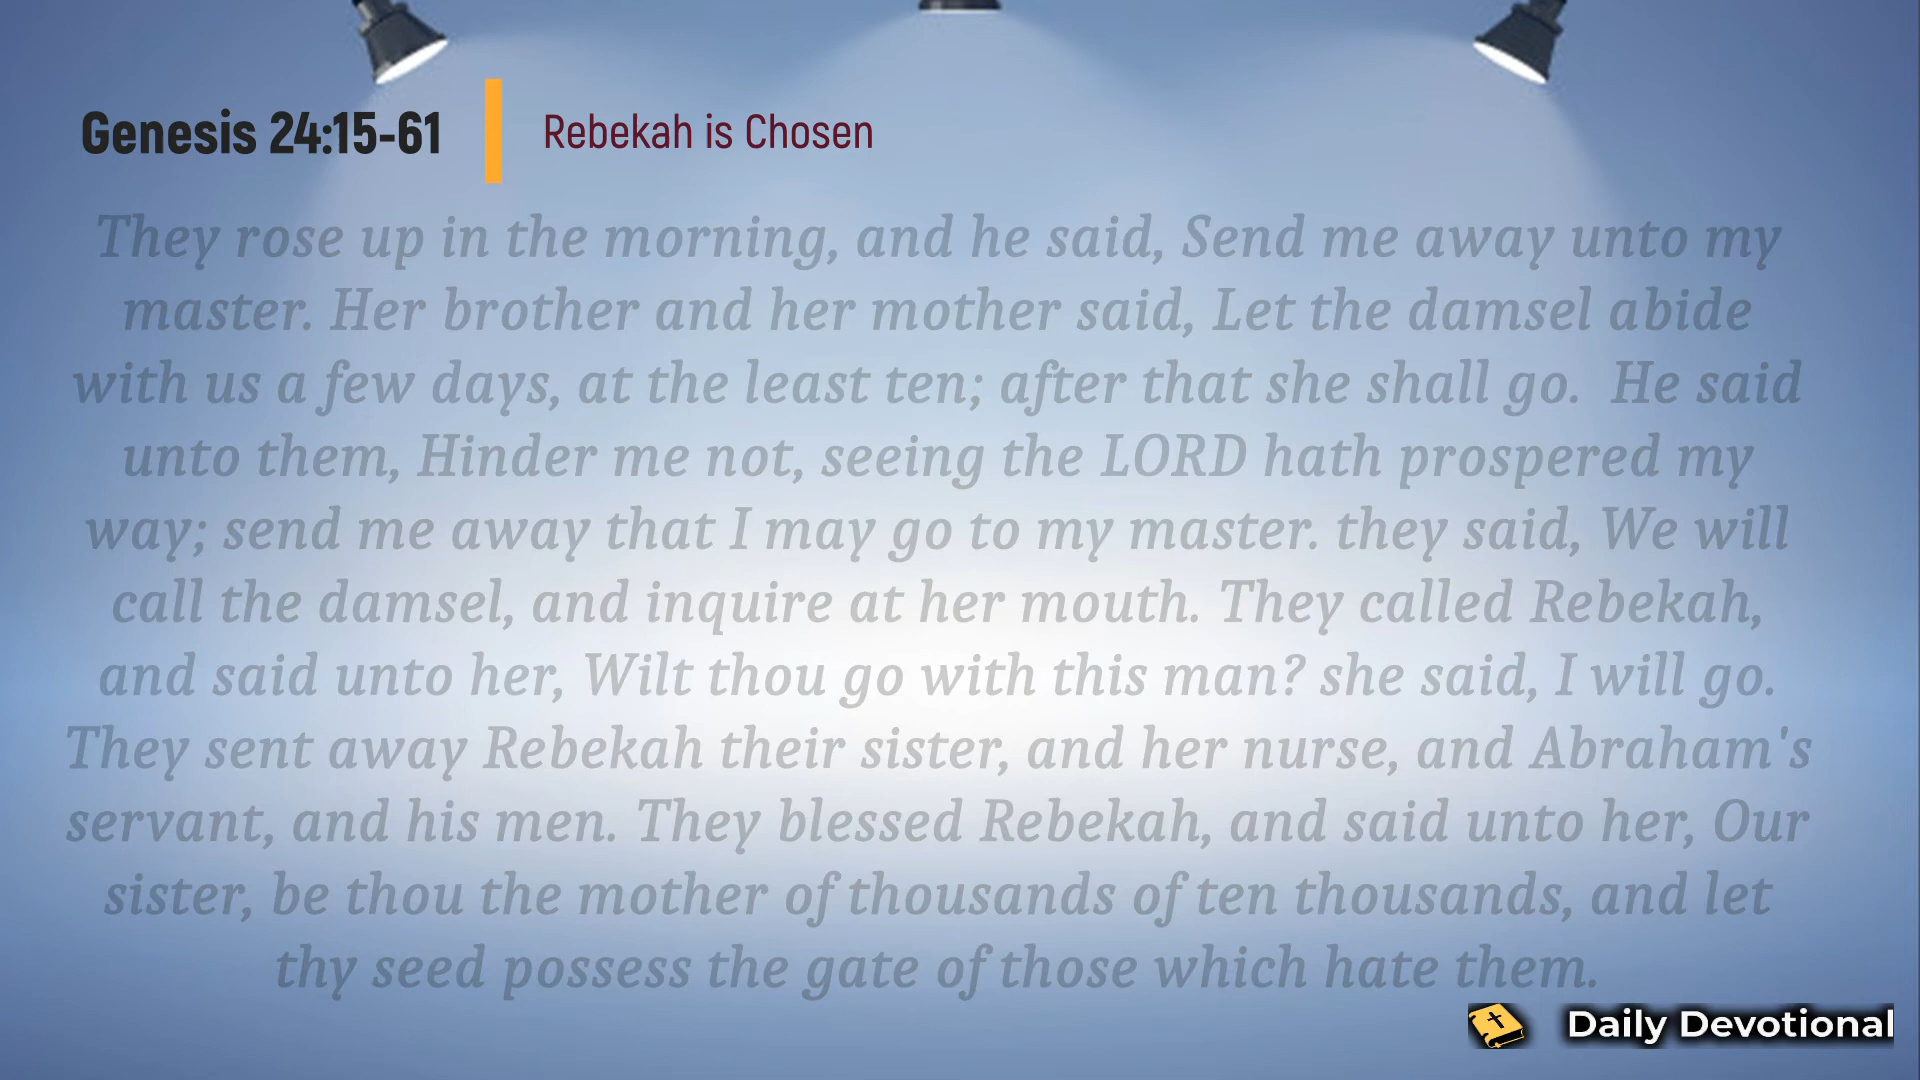 Genesis 24:15-61
Rebekah is Chosen
They rose up in the morning, and he said, Send me away unto my
master. Her brother and her mother said, Let the damsel abide
with us a few days, at the least ten; after that she shall go.  He said
unto them, Hinder me not, seeing the LORD hath prospered my
way; send me away that I may go to my master. they said, We will
call the damsel, and inquire at her mouth. They called Rebekah,
and said unto her, Wilt thou go with this man? she said, I will go.
They sent away Rebekah their sister, and her nurse, and Abraham's
servant, and his men. They blessed Rebekah, and said unto her, Our
sister, be thou the mother of thousands of ten thousands, and let
thy seed possess the gate of those which hate them.
Daily Devotional